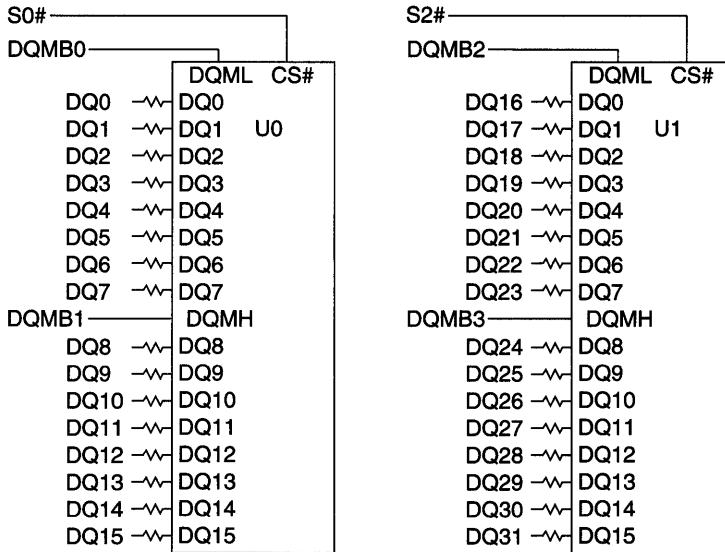 S0# S2#
DQMB0 DQMB2
DQML CS# DQML CS#
DQ0 DQ0 DQ16 DQ0
DQ1 DQ1 U0 DQ17 DQ1 U1
DQ2 DQ2 DQ18 DQ2
DQ3 DQ3 DQ19 DQ3
DQ4 DQ4 DQ20 DQ4
DQ5 DQ5 DQ21 DQ5
DQ6 DQ6 DQ22 DQ6
DQ7 DQ7 DQ23 DQ7
DQMB1 DQMH DQMB3 DQMH
DQ8 DQ8 DQ24 DQ8
DQ9 DQ9 DQ25 DQ9
DQ10 DQ10 DQ26 DQ10
DQ11 DQ11 DQ27 DQ11
DQ12 DQ12 DQ28 DQ12
DQ13 DQ13 DQ29 DQ13
DQ14 DQ14 DQ30 DQ14
DQ15 DQ15 DQ31 DQ15